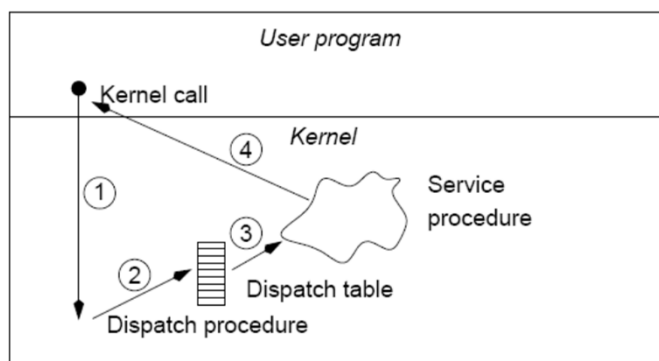 User program
Kernel call
Kernel
4
Service
procedure
1
3
2
Dispatch table
Dispatch procedure